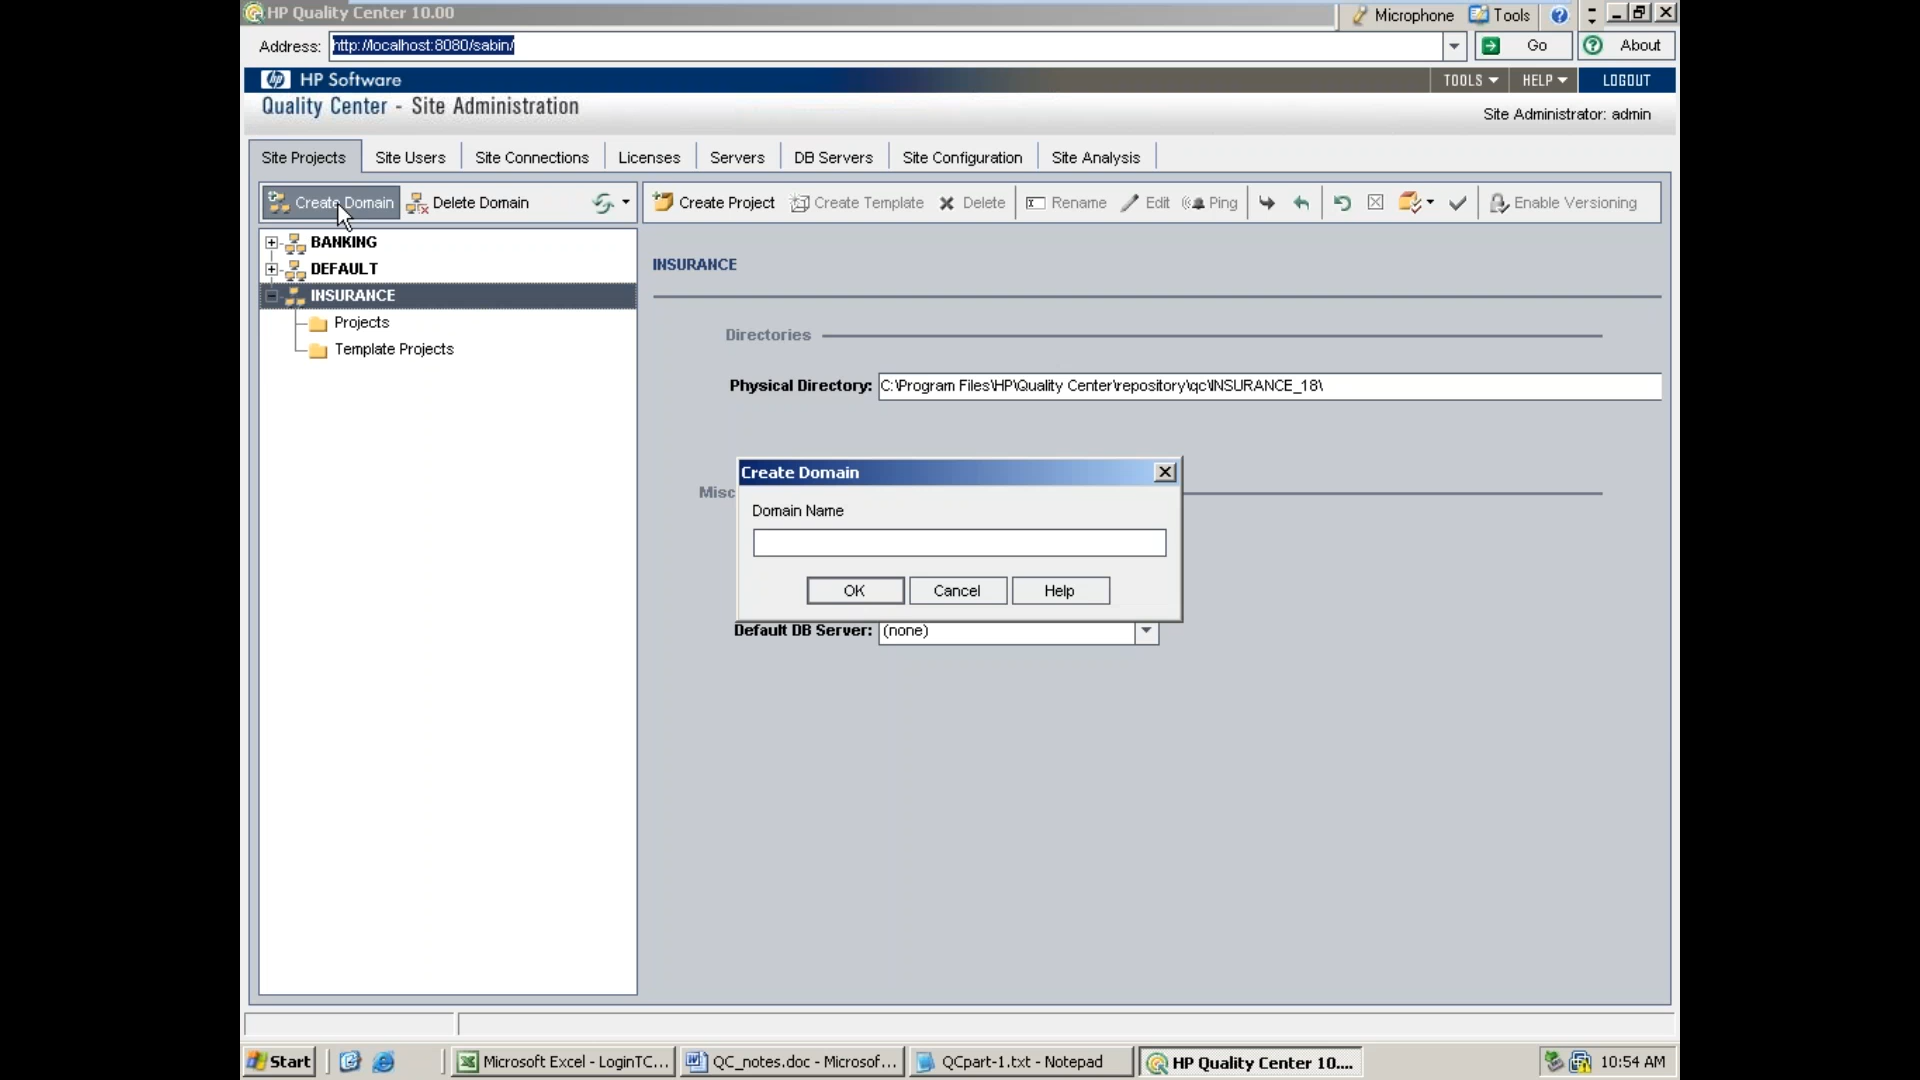 HP Quality Center 10.00
Microphone Tools
Address: http://localhost:8080/sabin/ Go About
HP Software TOOLS HELP LOGOUT
Quality Center - Site Administration
Site Administrator: admin
Site Projects Site Users Site Connections Licenses Servers DB Servers Site Configuration Site Analysis
Create Domain Delete Domain Create Project Create Template Delete Rename Edit Ping Enable Versioning
BANKING
DEFAULT
INSURANCE
Projects
Template Projects
INSURANCE
Directories
Physical Directory: C:\Program Files\HP\Quality Center\repository\qc\INSURANCE_18\
Misc
Create Domain
Domain Name
OK Cancel Help
Default DB Server: (none)
Start Microsoft Excel - LoginTC... QC_notes.doc - Microsof... QCpart-1.txt - Notepad HP Quality Center 10.... 10:54 AM